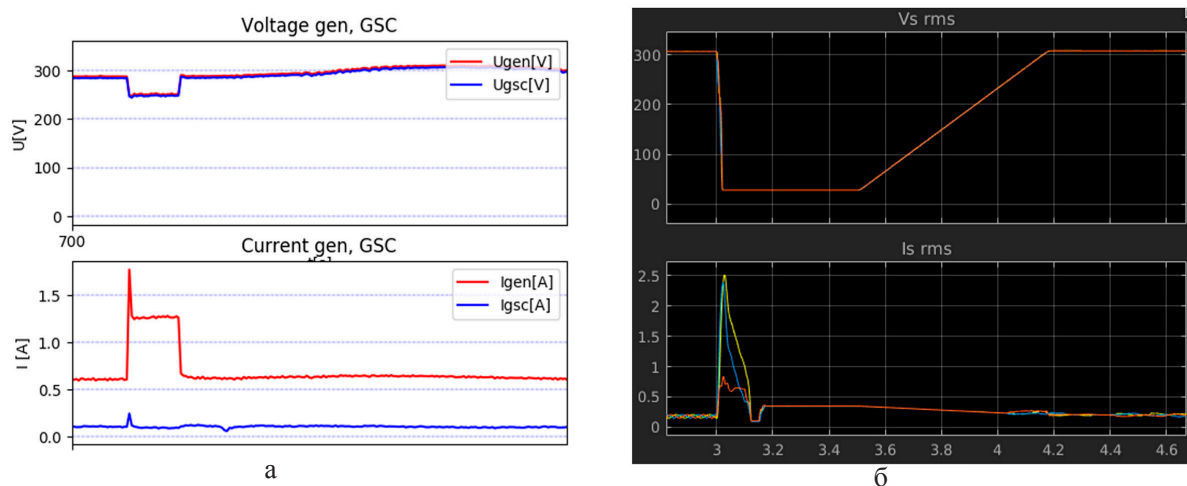 Voltage gen, GSC
U[V]
300
200
100
0
Ugen[V]
Ugsc[V]
700
Current gen, GSC
I [A]
1.5
1.0
0.5
0.0
Igen[A]
Igsc[A]
а
Vs rms
300
200
100
0
Is rms
2.5
2
1.5
1
0.5
0
3
3.2
3.4
3.6
3.8
4
4.2
4.4
4.6
б